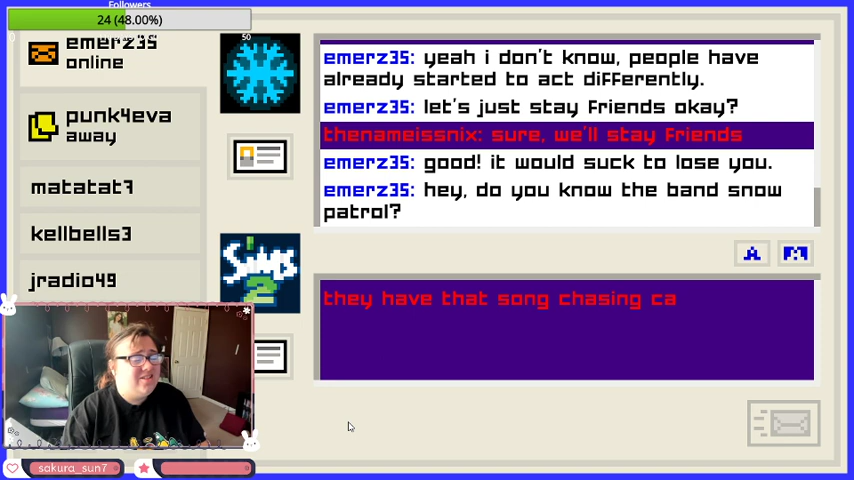 Followers
24 (48.00%)
0
50
emerz35
online
punk4eva
away
matatat7
kellbells3
jradio49
emerz35: yeah i don't know, people have
already started to act differently.
emerz35: let's just stay friends okay?
thenameissnix: sure, we'll stay friends
emerz35: good! it would suck to lose you.
emerz35: hey, do you know the band snow
patrol?
A
Sims
2
they have that song chasing ca
sakura_sun7